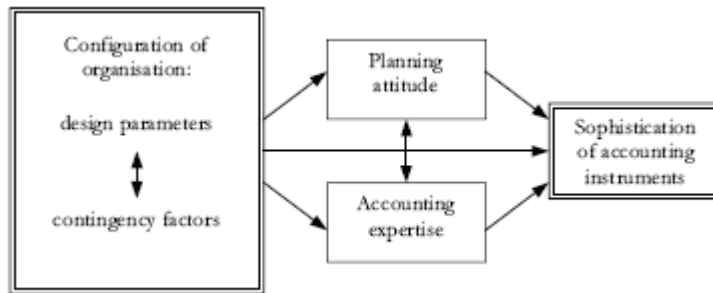 Configuration of
organisation:
design parameters
contingency factors
Planning
attitude
Accounting
expertise
Sophistication
of accounting
instruments